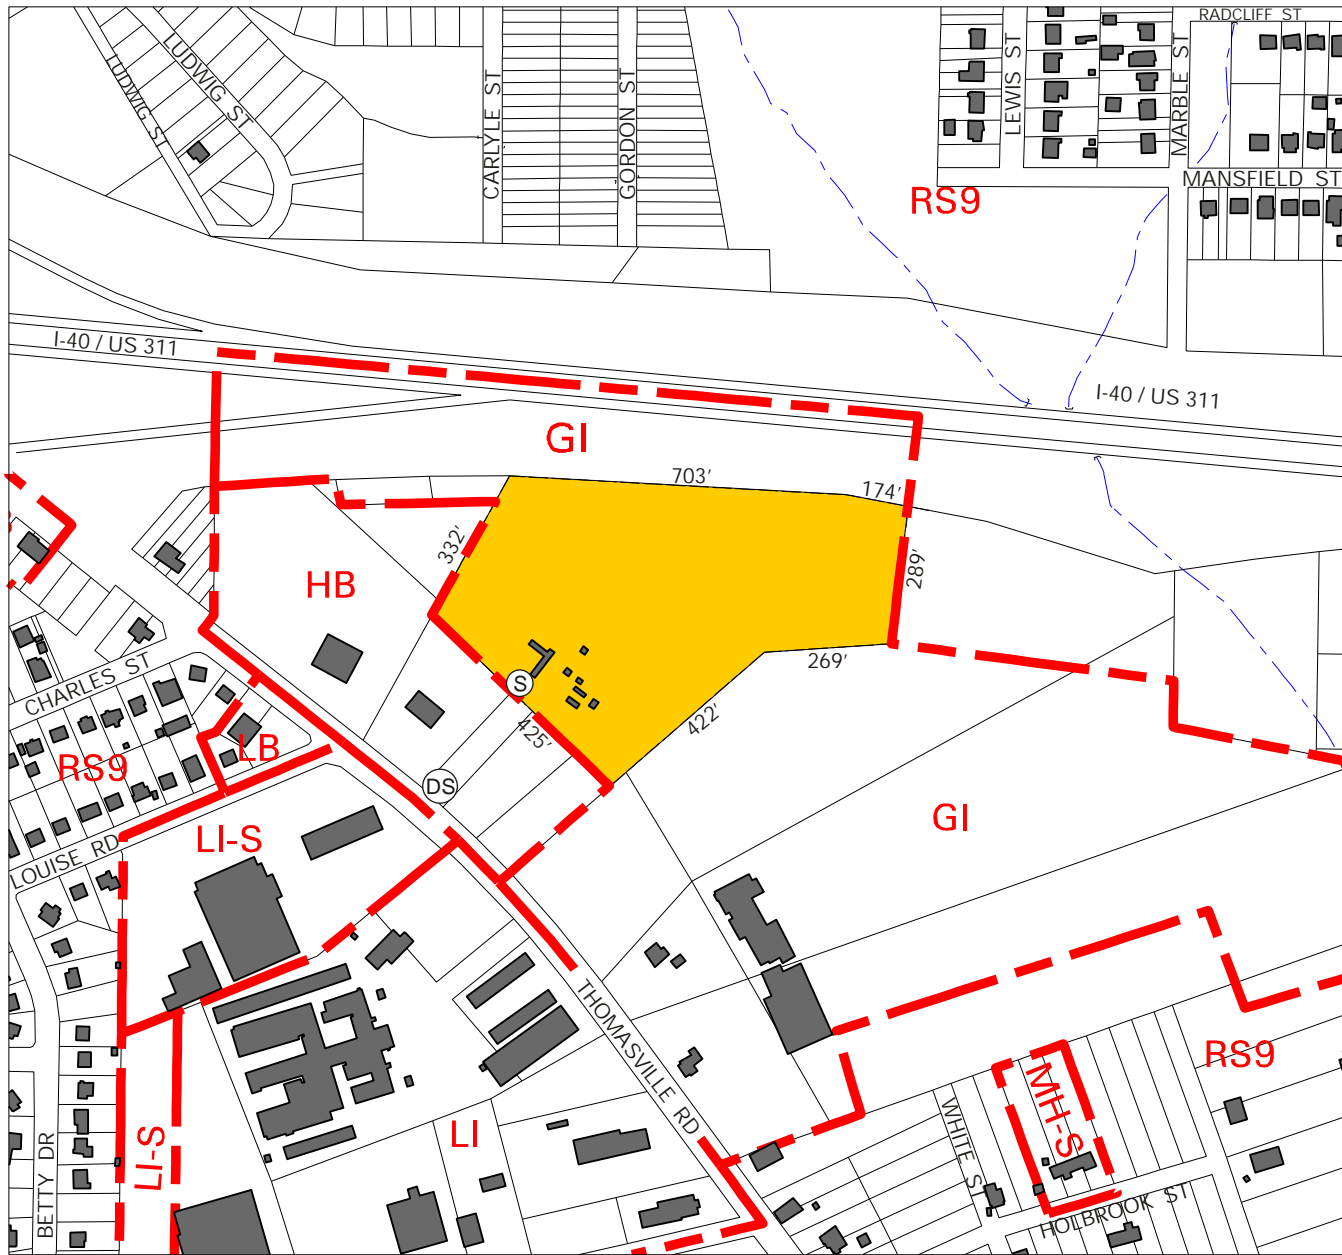 RADCLIFF ST
LUDWIG ST
LUDWIG ST
CARLYLE ST
GORDON ST
LEWIS ST
MARBLE ST
MANSFIELD ST
RS9
I-40 / US 311
I-40 / US 311
GI
703'
174'
332'
289'
HB
269'
S
425'
422'
CHARLES ST
LB
RS9
DS
GI
LI-S
LOUISE RD
THOMASVILLE RD
RS9
MH-S
WHITE ST
LI
LI-S
BETTY DR
HOLBROOK ST